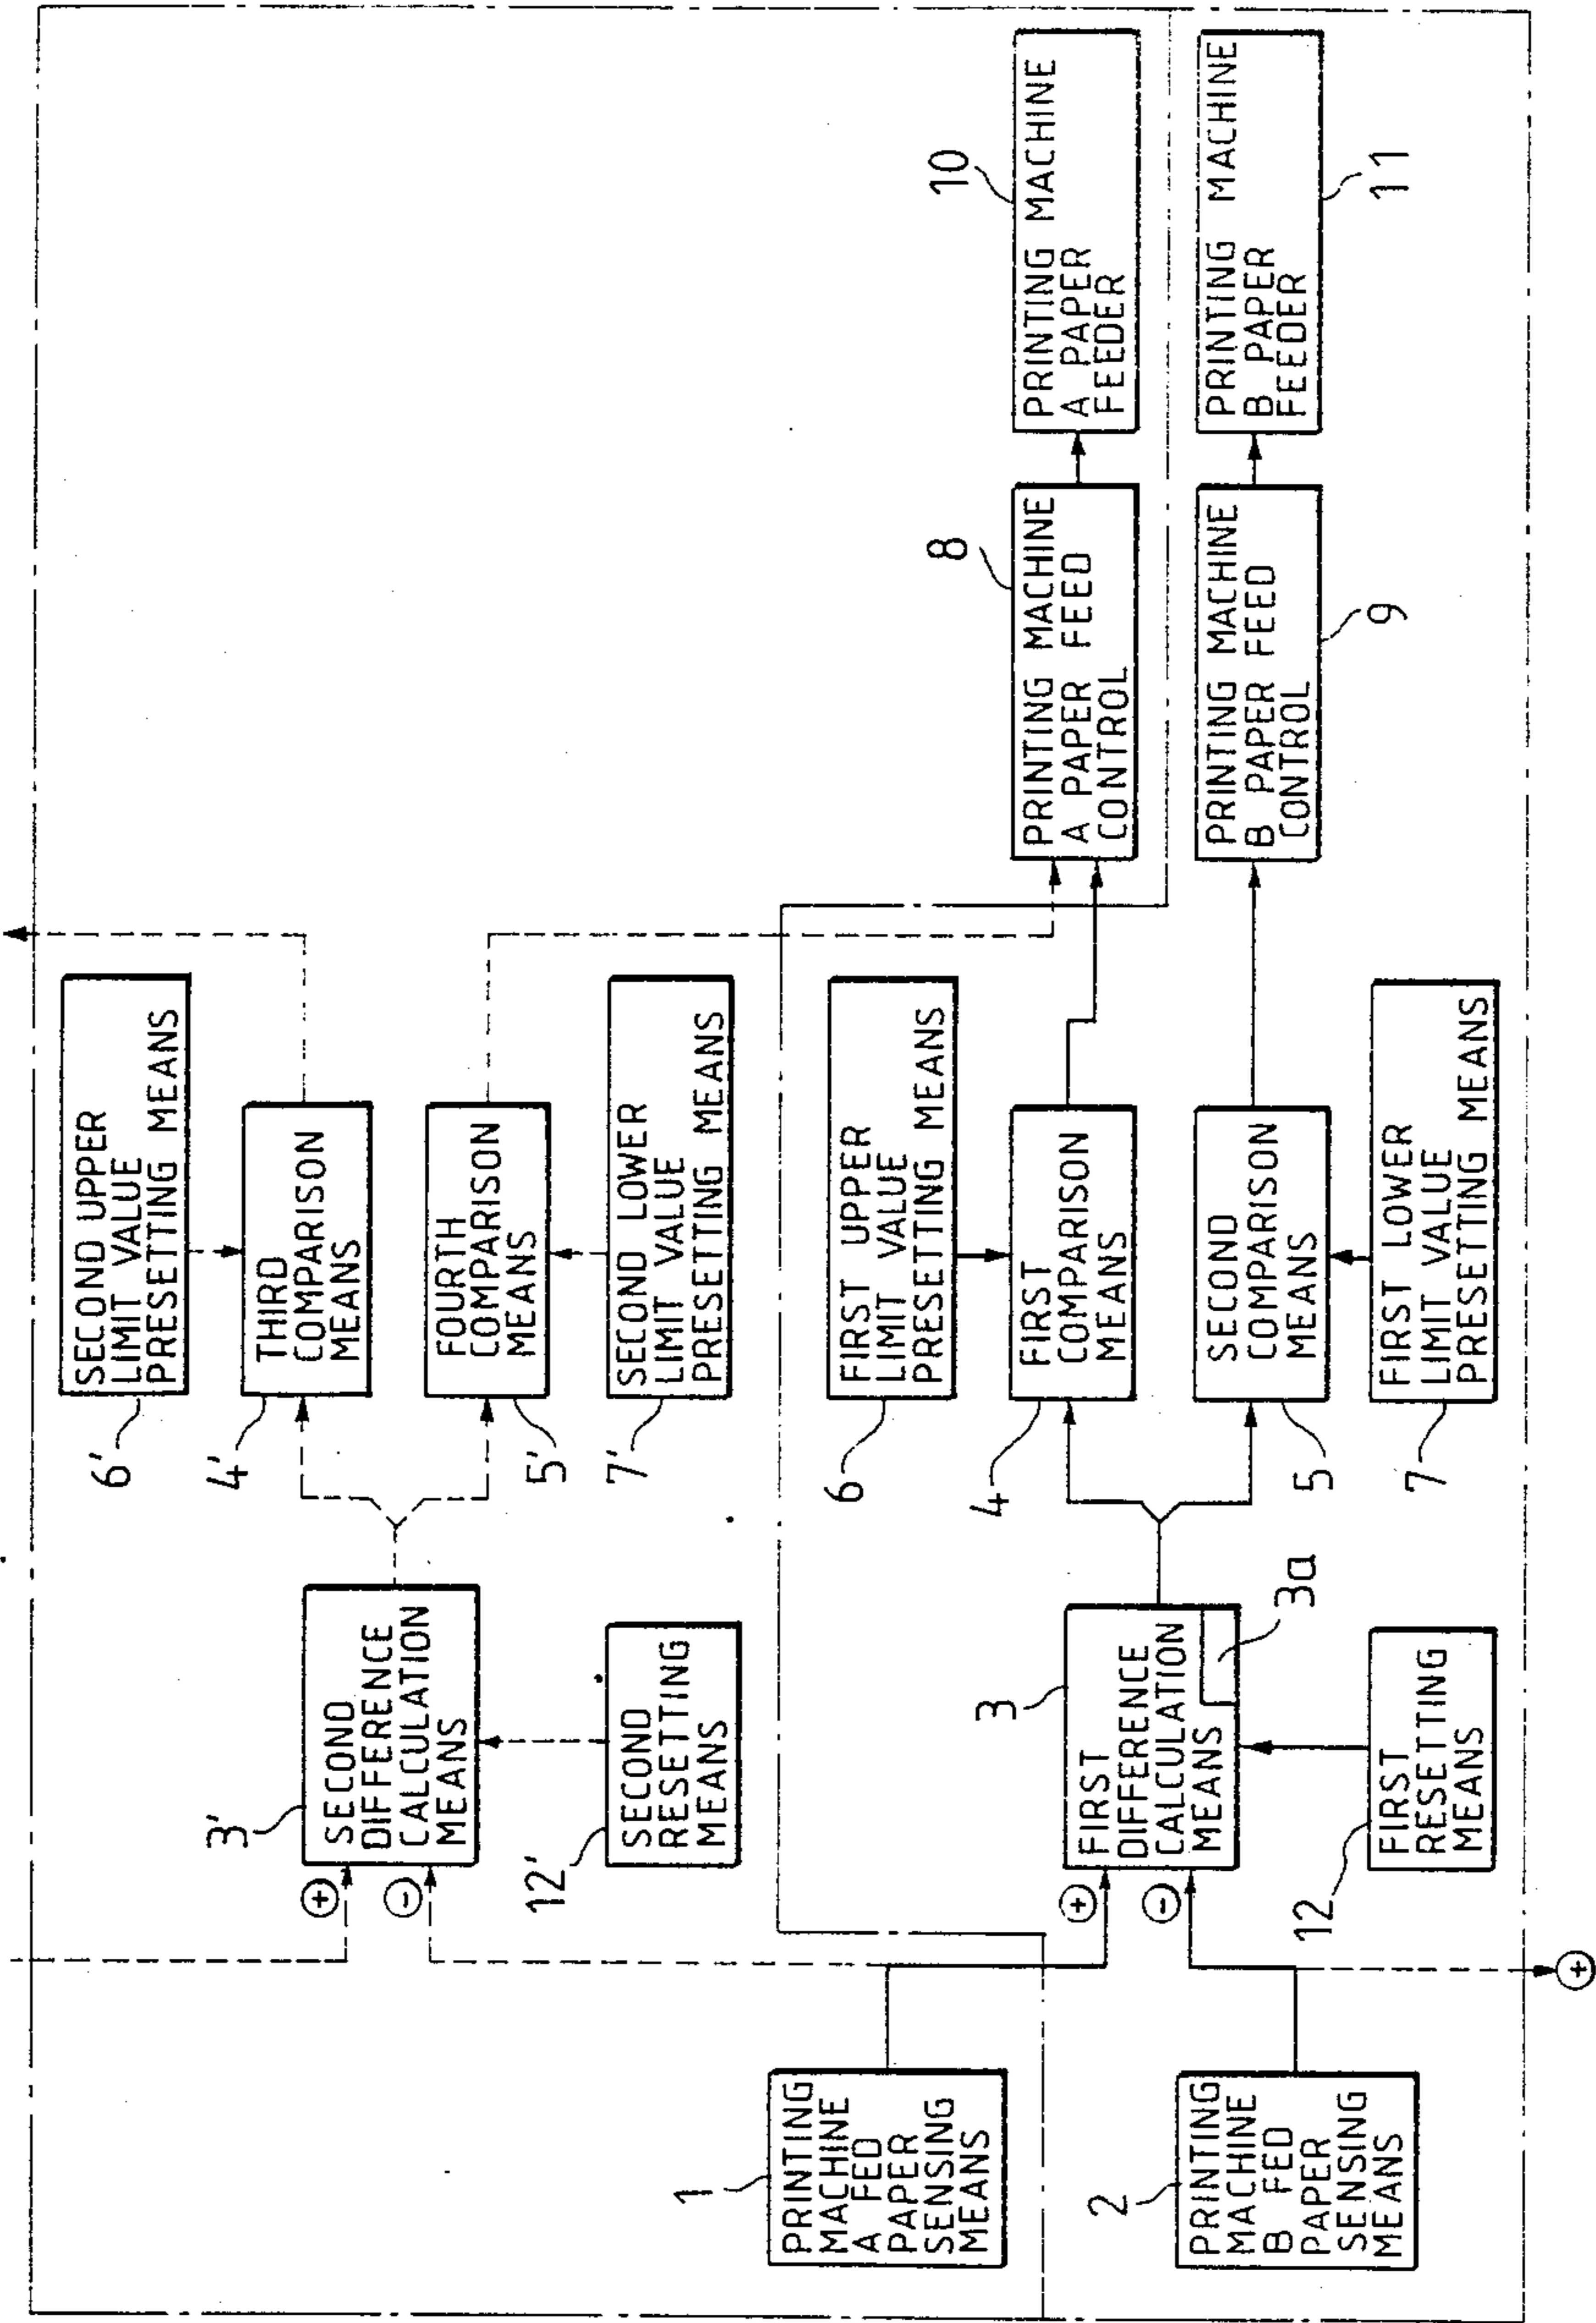 6'
SECOND UPPER
LIMIT VALUE
PRESETTING MEANS
4'
THIRD
COMPARISON
MEANS
3'
SECOND
DIFFERENCE
CALCULATION
MEANS
+
-
5'
FOURTH
COMPARISON
MEANS
12'
SECOND
RESETTING
MEANS
7'
SECOND LOWER
LIMIT VALUE
PRESETTING MEANS
1
PRINTING
MACHINE
A FED
PAPER
SENSING
MEANS
6
FIRST UPPER
LIMIT VALUE
PRESETTING MEANS
3
FIRST
DIFFERENCE
CALCULATION
MEANS
3a
+
-
4
FIRST
COMPARISON
MEANS
8
PRINTING MACHINE
A PAPER FEED
CONTROL
10
PRINTING MACHINE
A PAPER
FEEDER
2
PRINTING
MACHINE
B FED
PAPER
SENSING
MEANS
5
SECOND
COMPARISON
MEANS
PRINTING MACHINE
B PAPER FEED
CONTROL
9
PRINTING MACHINE
B PAPER
FEEDER
11
12
FIRST
RESETTING
MEANS
7
FIRST LOWER
LIMIT VALUE
PRESETTING MEANS
+